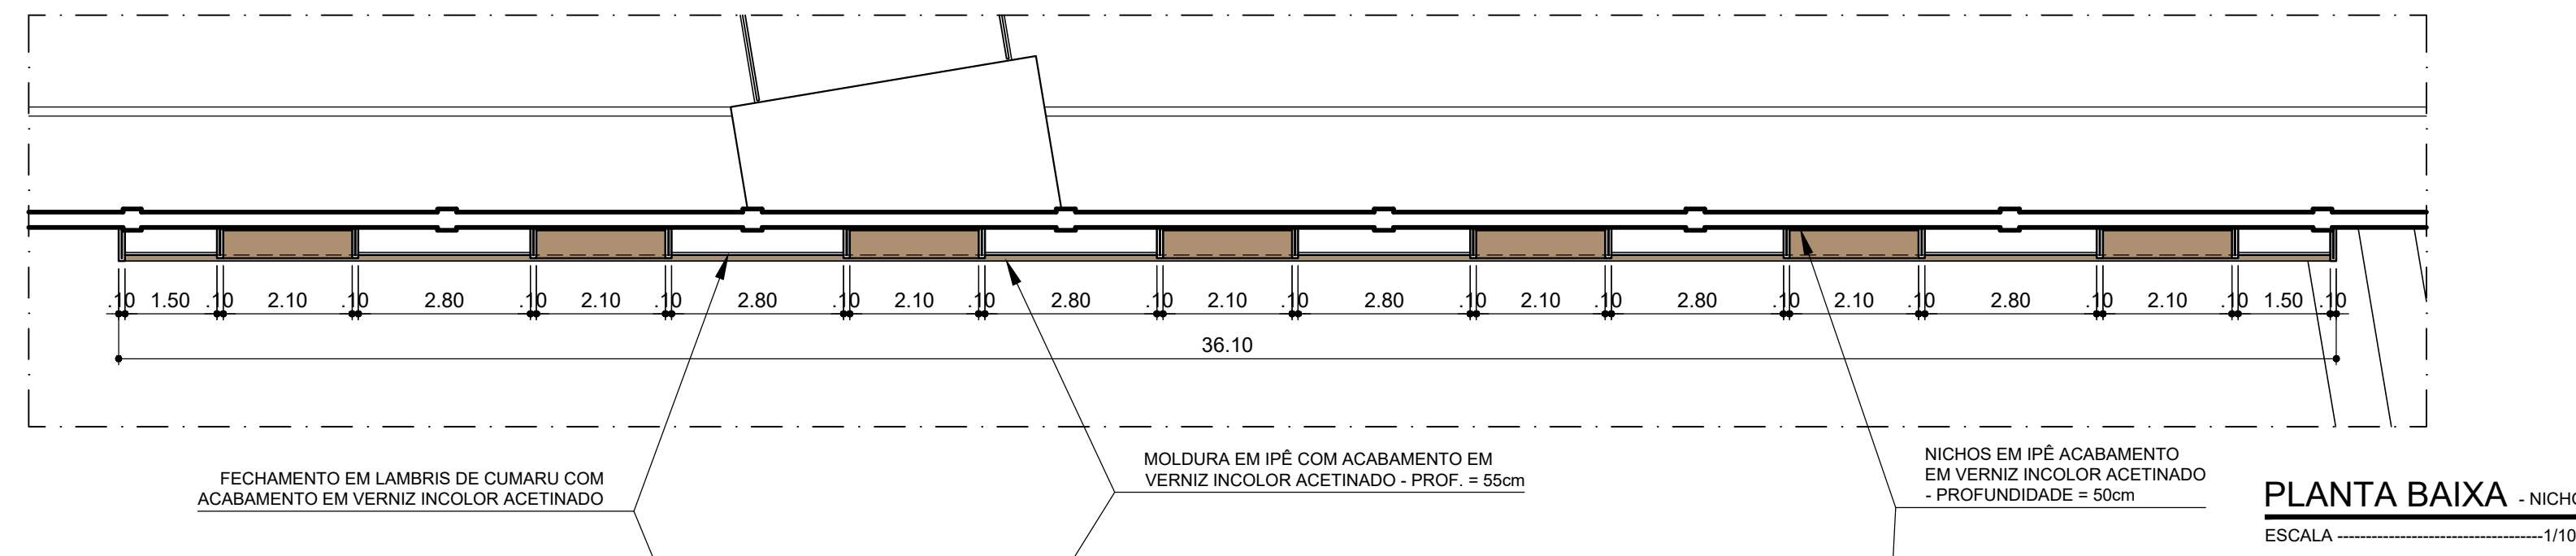 .10 1.50 .10 2.10 .10 2.80 .10 2.10 .10 2.80 .10 2.10 .10 2.80 .10 2.10 .10 2.80 .10 2.10 .10 2.80 .10 2.10 .10 2.80 .10 2.10 .10 1.50 .10
36.10
FECHAMENTO EM LAMBRIS DE CUMARU COM
ACABAMENTO EM VERNIZ INCOLOR ACETINADO
MOLDURA EM IPÊ COM ACABAMENTO EM
VERNIZ INCOLOR ACETINADO - PROF. = 55cm
NICHOS EM IPÊ ACABAMENTO
EM VERNIZ INCOLOR ACETINADO
- PROFUNDIDADE = 50cm
PLANTA BAIXA - NICHO
ESCALA ------------------------------------1/10